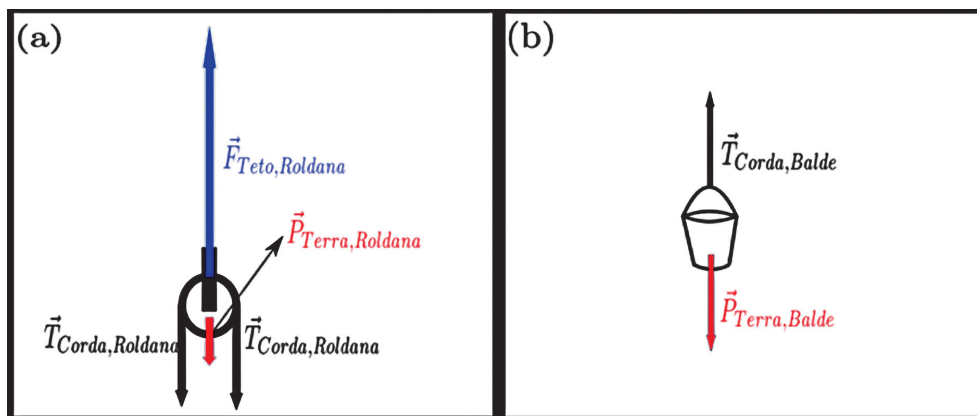 (a)
(b)
F⃗Teto,Roldana
T⃗Corda,Balde
P⃗Terra,Roldana
T⃗Corda,Roldana
T⃗Corda,Roldana
P⃗Terra,Balde